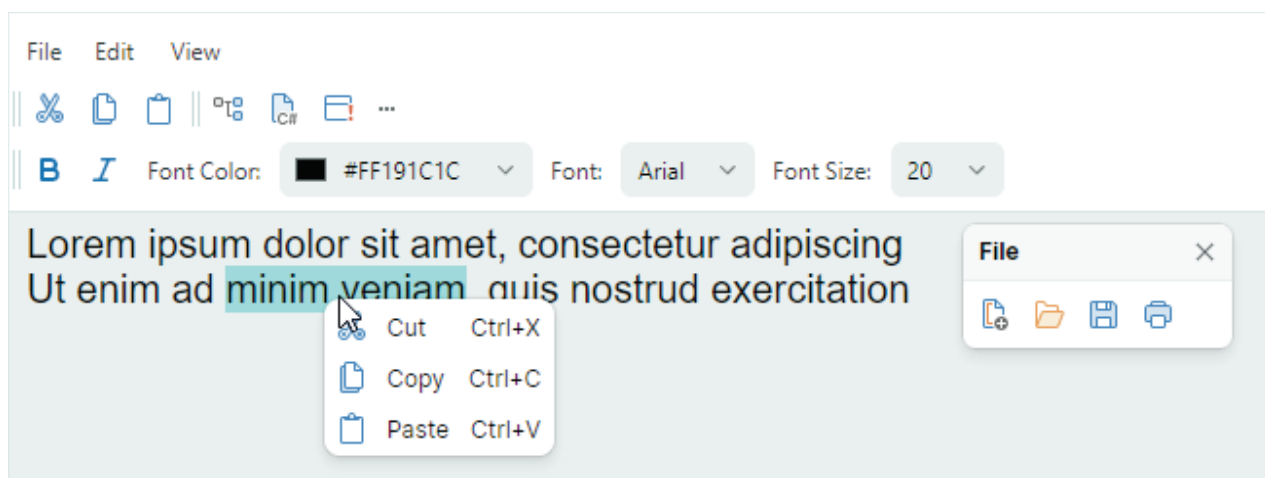 File Edit View
C#
B I Font Color: #FF191C1C Font: Arial Font Size: 20
Lorem ipsum dolor sit amet, consectetur adipiscing
Ut enim ad minim veniam, quis nostrud exercitation
File
Cut Ctrl+X
Copy Ctrl+C
Paste Ctrl+V